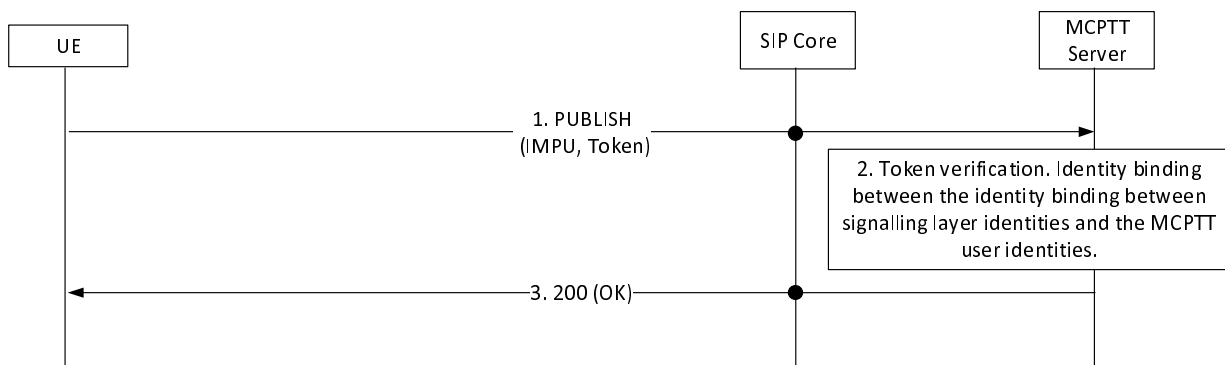 UE
SIP Core
MCPTT
Server
1. PUBLISH
(IMPU, Token)
2. Token verification. Identity binding
between the identity binding between
signalling layer identities and the MCPTT
user identities.
3. 200 (OK)